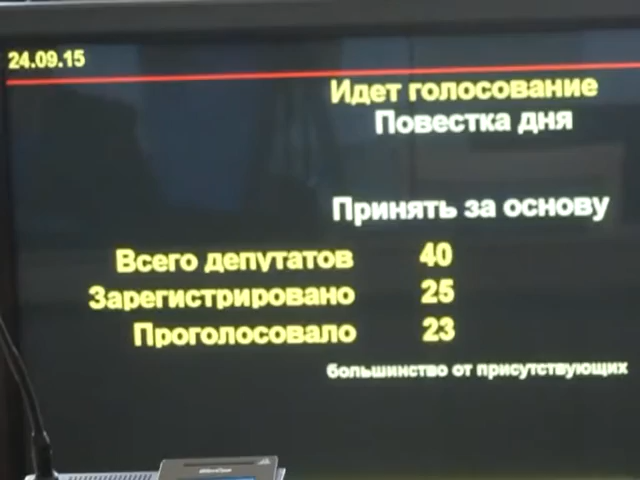 24.09.15
Идет голосование
Повестка дня
Принять за основу
Всего депутатов 40
Зарегистрировано 25
Проголосовало 23
большинство от присутствующих